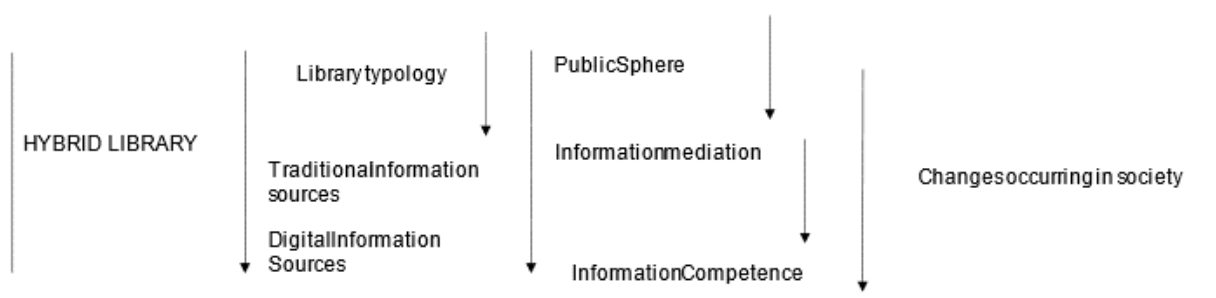 HYBRID LIBRARY
Librarytypology
TraditionalInformation
sources
DigitalInformation
Sources
PublicSphere
Informationmediation
InformationCompetence
Changesoccurringin society